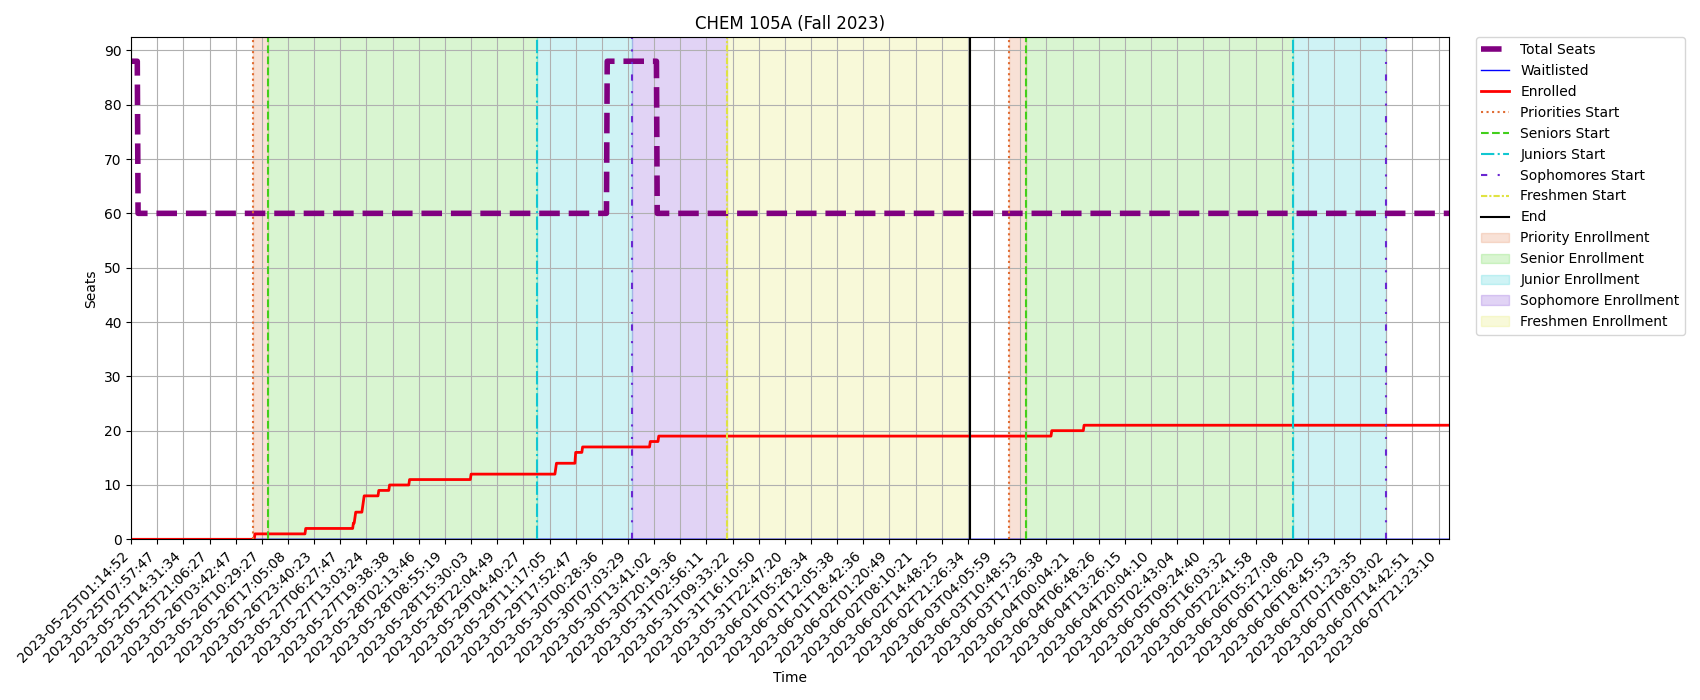 CHEM 105A (Fall 2023)
90
80
70
60
50
40
30
20
10
0
Seats
2023-05-25T01:14:52
2023-05-25T07:57:47
2023-05-25T14:31:34
2023-05-25T21:06:27
2023-05-26T03:42:47
2023-05-26T10:29:27
2023-05-26T17:05:08
2023-05-26T23:40:23
2023-05-27T06:27:47
2023-05-27T13:03:24
2023-05-27T19:38:38
2023-05-28T02:13:46
2023-05-28T08:55:19
2023-05-28T15:30:03
2023-05-28T22:04:49
2023-05-29T04:40:27
2023-05-29T11:17:05
2023-05-29T17:52:47
2023-05-30T00:28:36
2023-05-30T07:03:29
2023-05-30T13:41:02
2023-05-30T20:19:36
2023-05-31T02:56:11
2023-05-31T09:33:22
2023-05-31T16:10:50
2023-05-31T22:47:20
2023-06-01T05:28:34
2023-06-01T12:05:38
2023-06-01T18:42:36
2023-06-02T01:20:49
2023-06-02T08:10:21
2023-06-02T14:48:25
2023-06-02T21:26:34
2023-06-03T04:05:59
2023-06-03T10:48:53
2023-06-03T17:26:38
2023-06-04T00:04:21
2023-06-04T06:48:26
2023-06-04T13:26:15
2023-06-04T20:04:10
2023-06-05T02:43:04
2023-06-05T09:24:40
2023-06-05T16:03:32
2023-06-05T22:41:58
2023-06-06T05:27:08
2023-06-06T12:06:20
2023-06-06T18:45:53
2023-06-07T01:23:35
2023-06-07T08:03:02
2023-06-07T14:42:51
2023-06-07T21:23:10
Time
Total Seats
Waitlisted
Enrolled
Priorities Start
Seniors Start
Juniors Start
Sophomores Start
Freshmen Start
End
Priority Enrollment
Senior Enrollment
Junior Enrollment
Sophomore Enrollment
Freshmen Enrollment